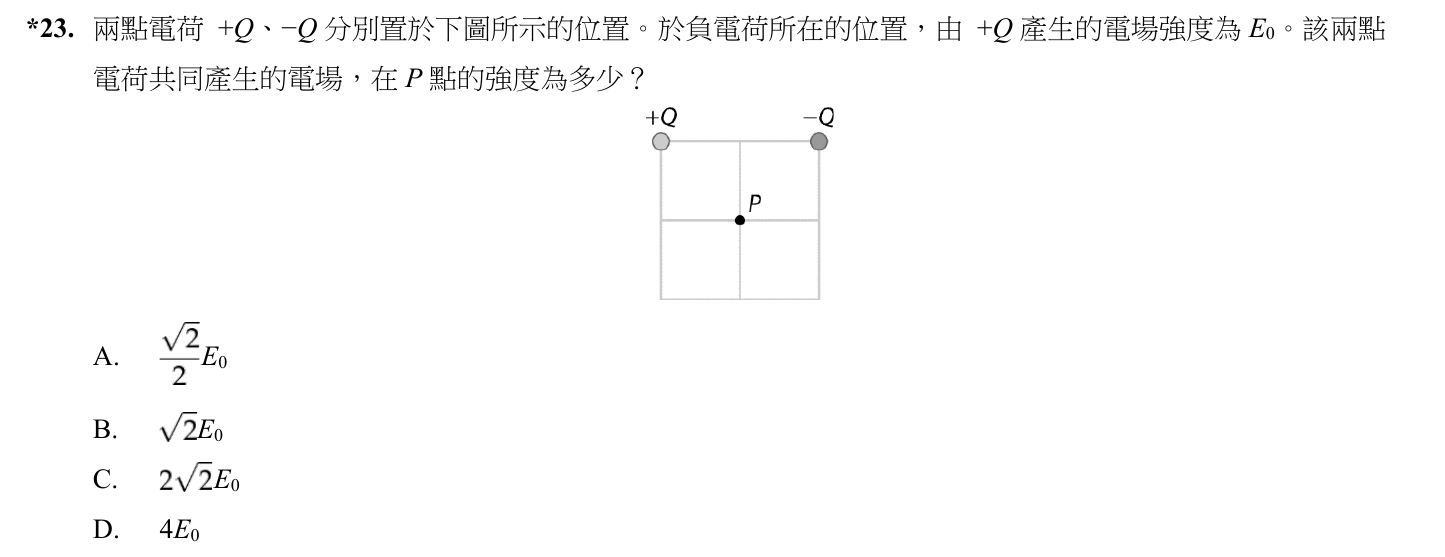 *23. 兩點電荷 +Q、−Q 分別置於下圖所示的位置。於負電荷所在的位置，由 +Q 產生的電場強度為 E₀。該兩點
電荷共同產生的電場，在 P 點的強度為多少？
+Q −Q
P
A. √2/2 E₀
B. √2E₀
C. 2√2E₀
D. 4E₀